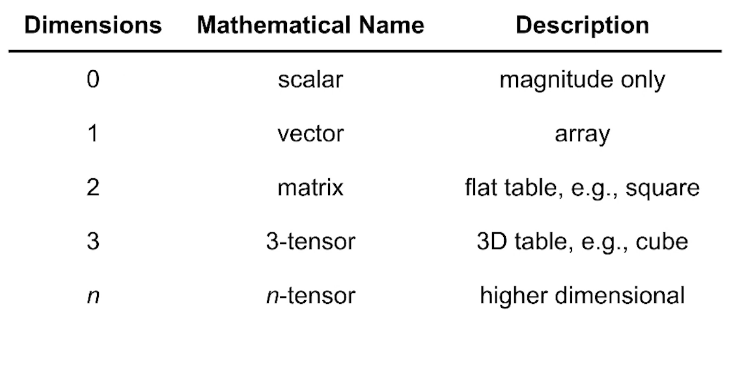 Dimensions Mathematical Name Description
0 scalar magnitude only
1 vector array
2 matrix flat table, e.g., square
3 3-tensor 3D table, e.g., cube
n n-tensor higher dimensional